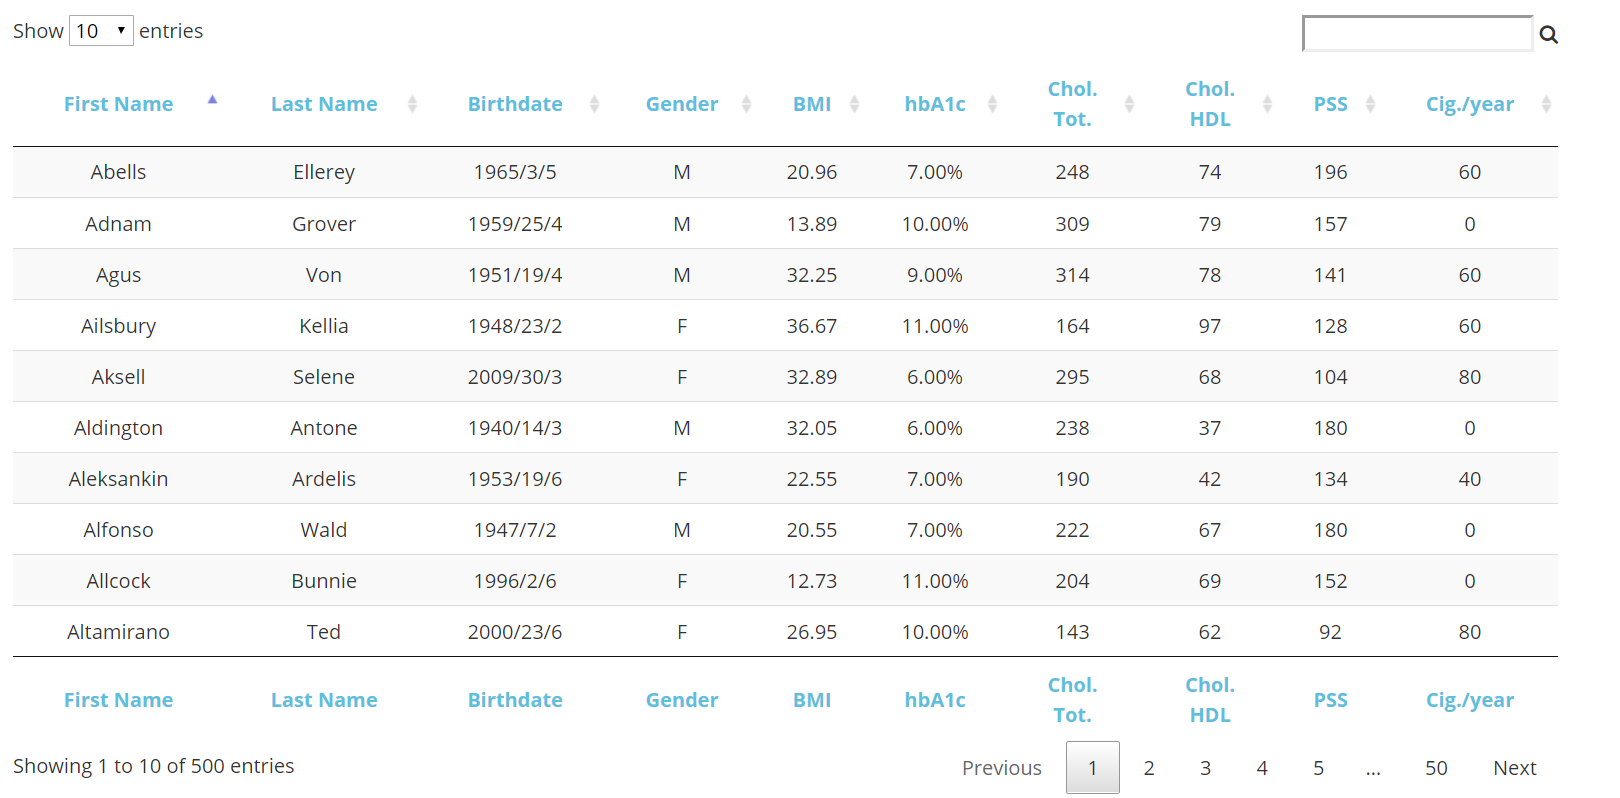 Show 10 entries
First Name Last Name Birthdate Gender BMI hbA1c Chol. Tot. Chol. HDL PSS Cig./year
Abells Ellerey 1965/3/5 M 20.96 7.00% 248 74 196 60
Adnam Grover 1959/25/4 M 13.89 10.00% 309 79 157 0
Agus Von 1951/19/4 M 32.25 9.00% 314 78 141 60
Ailsbury Kellia 1948/23/2 F 36.67 11.00% 164 97 128 60
Aksell Selene 2009/30/3 F 32.89 6.00% 295 68 104 80
Aldington Antone 1940/14/3 M 32.05 6.00% 238 37 180 0
Aleksankin Ardelis 1953/19/6 F 22.55 7.00% 190 42 134 40
Alfonso Wald 1947/7/2 M 20.55 7.00% 222 67 180 0
Allcock Bunnie 1996/2/6 F 12.73 11.00% 204 69 152 0
Altamirano Ted 2000/23/6 F 26.95 10.00% 143 62 92 80
First Name Last Name Birthdate Gender BMI hbA1c Chol. Tot. Chol. HDL PSS Cig./year
Showing 1 to 10 of 500 entries Previous 1 2 3 4 5 ... 50 Next